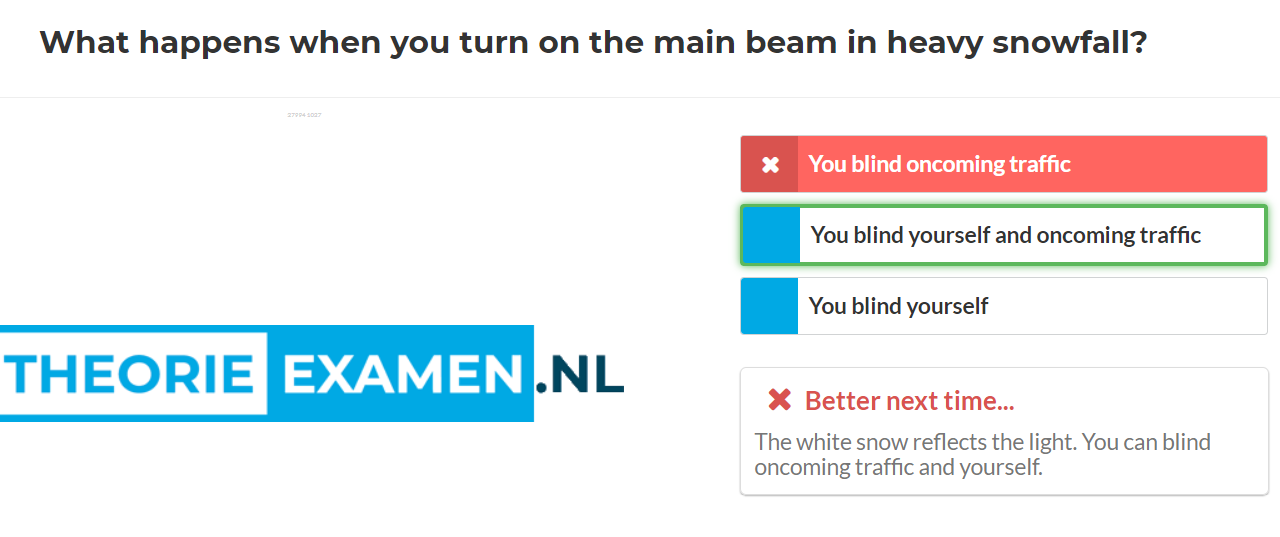 What happens when you turn on the main beam in heavy snowfall?
You blind oncoming traffic
You blind yourself and oncoming traffic
You blind yourself
THEORIE EXAMEN.NL
Better next time...
The white snow reflects the light. You can blind
oncoming traffic and yourself.